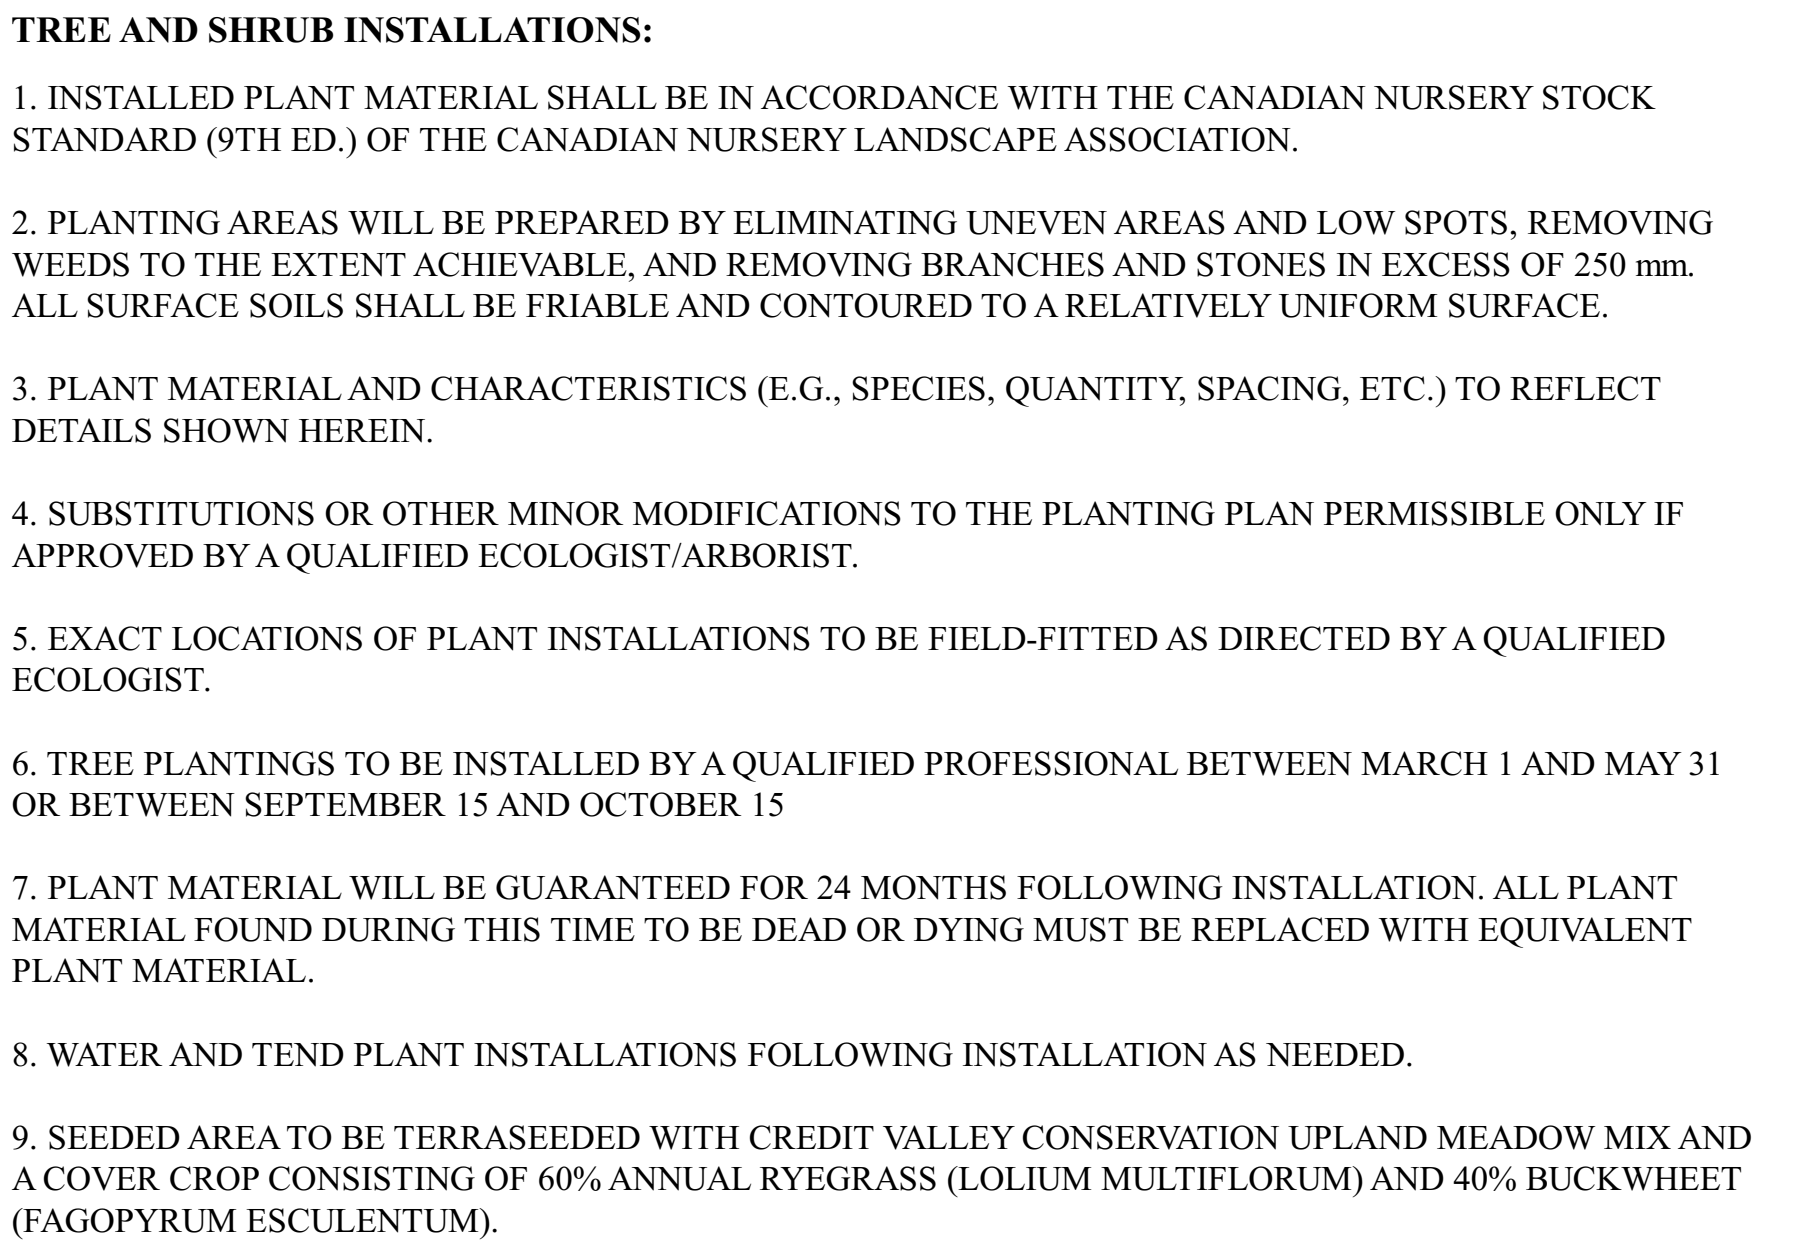 TREE AND SHRUB INSTALLATIONS:
1. INSTALLED PLANT MATERIAL SHALL BE IN ACCORDANCE WITH THE CANADIAN NURSERY STOCK
STANDARD (9TH ED.) OF THE CANADIAN NURSERY LANDSCAPE ASSOCIATION.
2. PLANTING AREAS WILL BE PREPARED BY ELIMINATING UNEVEN AREAS AND LOW SPOTS, REMOVING
WEEDS TO THE EXTENT ACHIEVABLE, AND REMOVING BRANCHES AND STONES IN EXCESS OF 250 mm.
ALL SURFACE SOILS SHALL BE FRIABLE AND CONTOURED TO A RELATIVELY UNIFORM SURFACE.
3. PLANT MATERIAL AND CHARACTERISTICS (E.G., SPECIES, QUANTITY, SPACING, ETC.) TO REFLECT
DETAILS SHOWN HEREIN.
4. SUBSTITUTIONS OR OTHER MINOR MODIFICATIONS TO THE PLANTING PLAN PERMISSIBLE ONLY IF
APPROVED BY A QUALIFIED ECOLOGIST/ARBORIST.
5. EXACT LOCATIONS OF PLANT INSTALLATIONS TO BE FIELD-FITTED AS DIRECTED BY A QUALIFIED
ECOLOGIST.
6. TREE PLANTINGS TO BE INSTALLED BY A QUALIFIED PROFESSIONAL BETWEEN MARCH 1 AND MAY 31
OR BETWEEN SEPTEMBER 15 AND OCTOBER 15
7. PLANT MATERIAL WILL BE GUARANTEED FOR 24 MONTHS FOLLOWING INSTALLATION. ALL PLANT
MATERIAL FOUND DURING THIS TIME TO BE DEAD OR DYING MUST BE REPLACED WITH EQUIVALENT
PLANT MATERIAL.
8. WATER AND TEND PLANT INSTALLATIONS FOLLOWING INSTALLATION AS NEEDED.
9. SEEDED AREA TO BE TERRASEEDED WITH CREDIT VALLEY CONSERVATION UPLAND MEADOW MIX AND
A COVER CROP CONSISTING OF 60% ANNUAL RYEGRASS (LOLIUM MULTIFLORUM) AND 40% BUCKWHEET
(FAGOPYRUM ESCULENTUM).